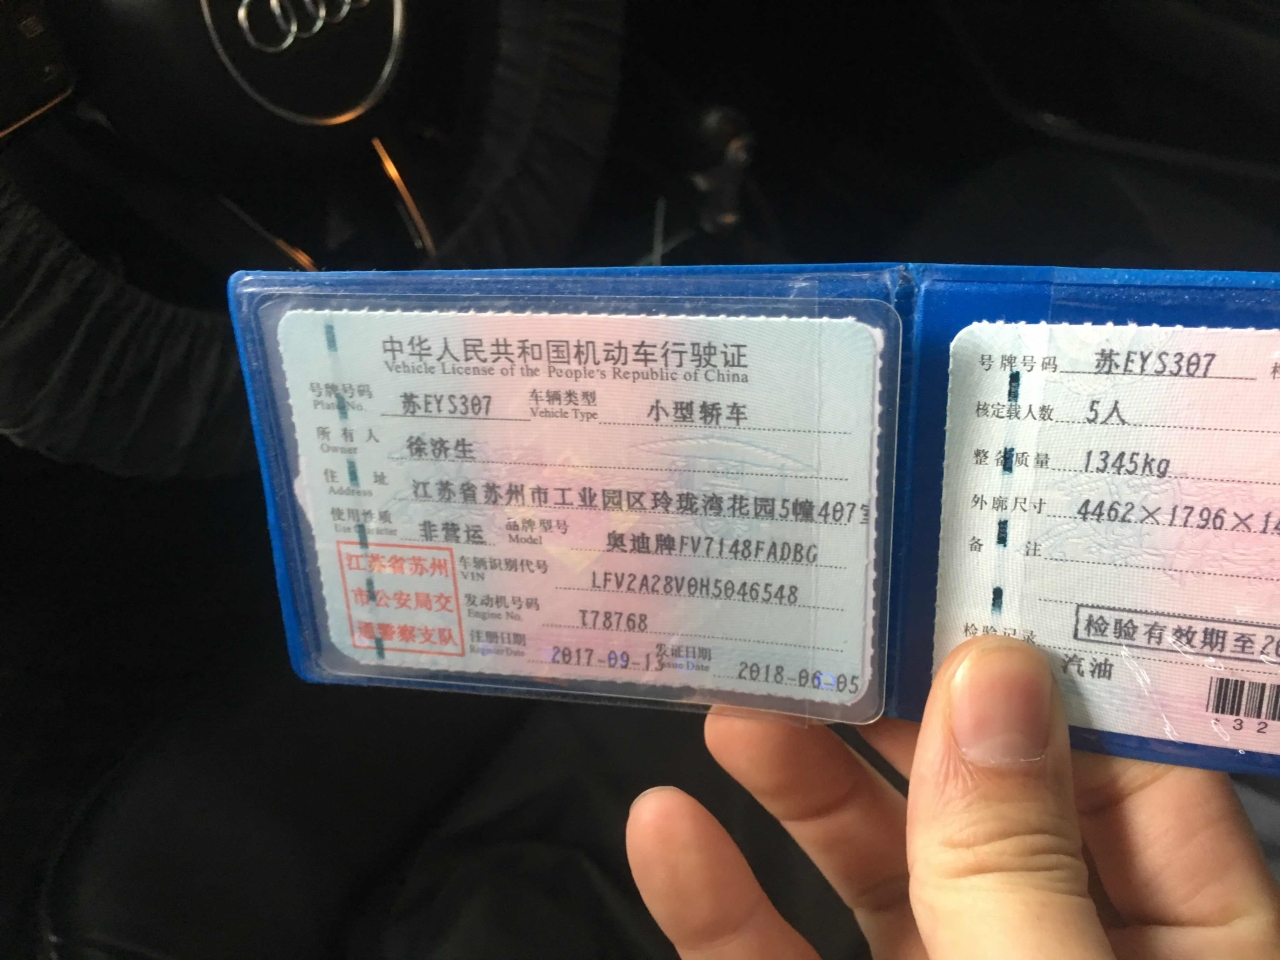 中华人民共和国机动车行驶证
Vehicle License of the People's Republic of China
号牌号码 苏EYS307 车辆类型 小型轿车
Plate No. Vehicle Type
所有人 徐济生
Owner
住址 江苏省苏州市工业园区玲珑湾花园5幢407室
Address
使用性质 非营运 品牌型号 奥迪牌FV7148FADBG
Use Character Model
江苏省苏州
市公安局交
通警察支队
车辆识别代号 LFV2A28V0H5046548
VIN
发动机号码 T78768
Engine No.
注册日期 2017-09-13 发证日期 2018-06-05
Register Date Issue Date
号牌号码 苏EYS307
核定载人数 5人
整备质量 1345kg
外廓尺寸 4462×1796×1
备注
检验有效期至20
检验记录
汽油
32